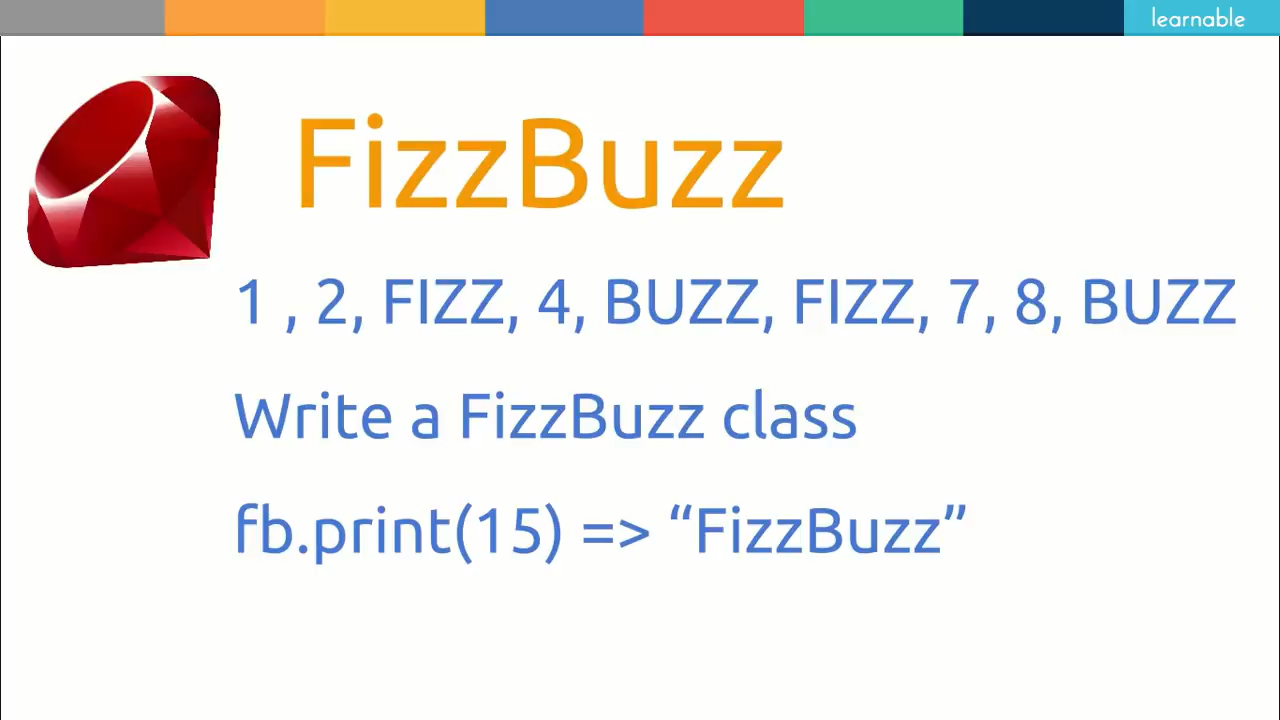 learnable
FizzBuzz
1 , 2, FIZZ, 4, BUZZ, FIZZ, 7, 8, BUZZ
Write a FizzBuzz class
fb.print(15) => “FizzBuzz”